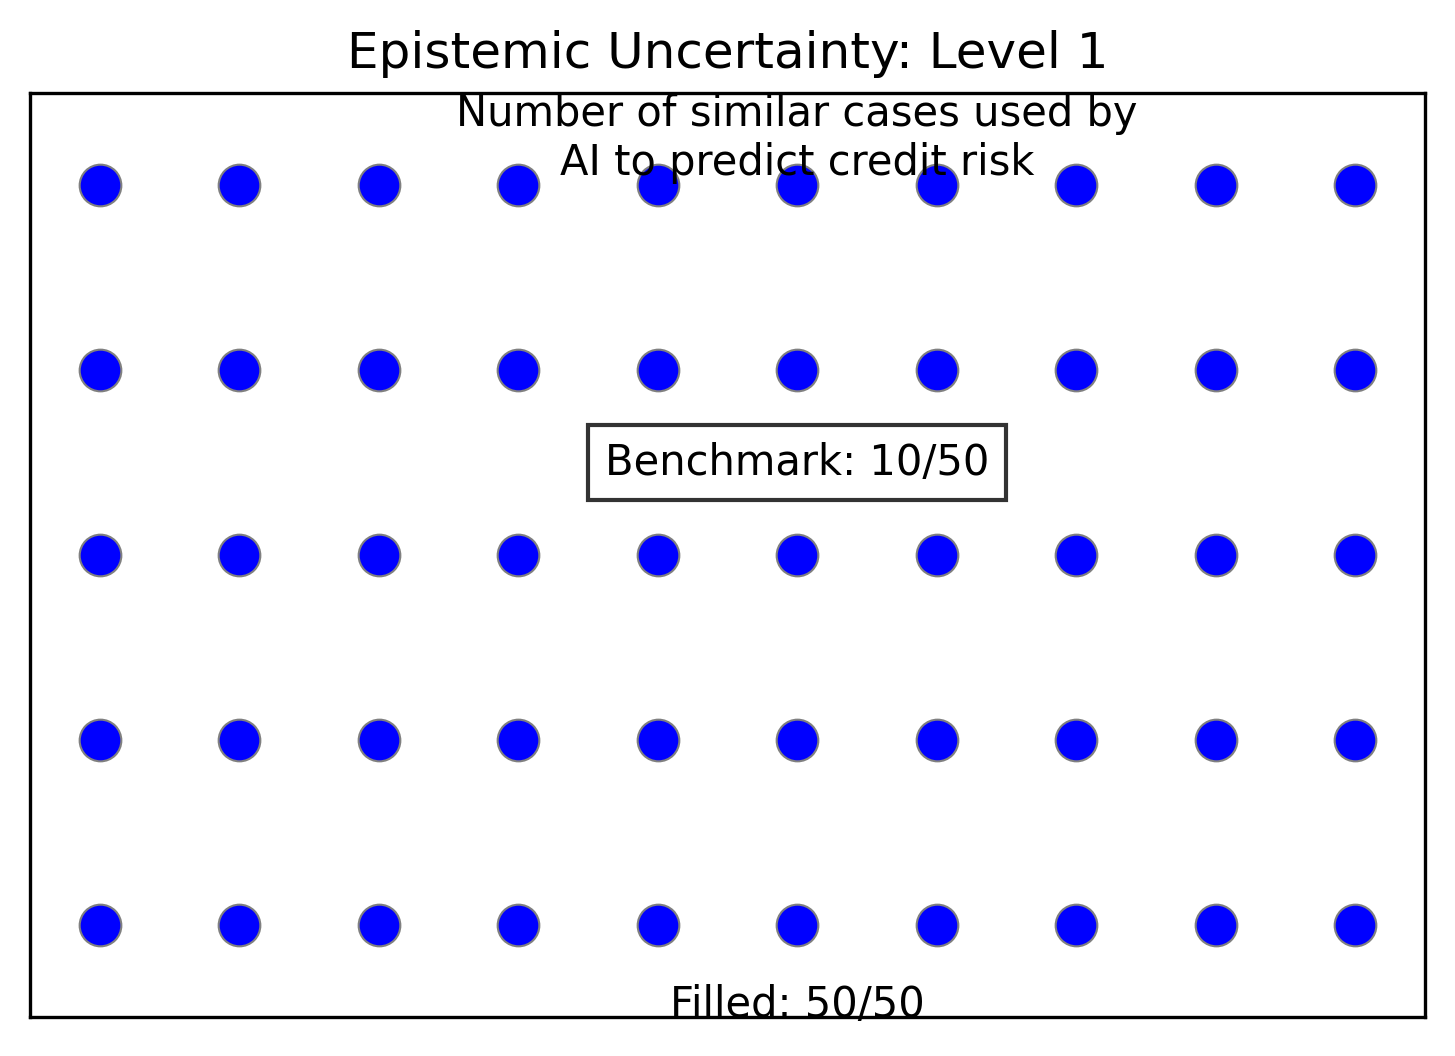 Epistemic Uncertainty: Level 1
Number of similar cases used by
AI to predict credit risk
Benchmark: 10/50
Filled: 50/50